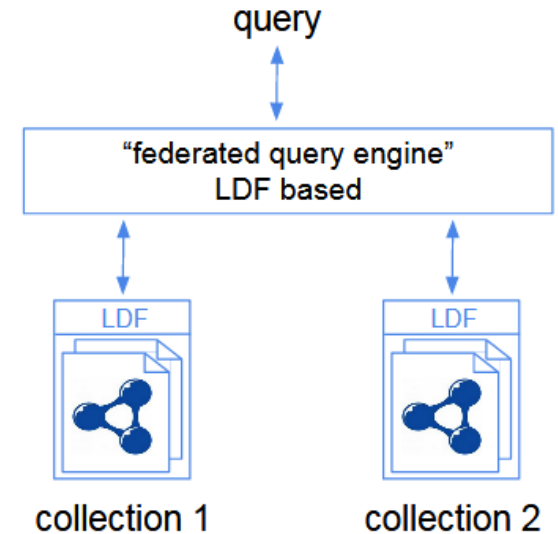 query
“federated query engine”
LDF based
LDF
LDF
collection 1
collection 2